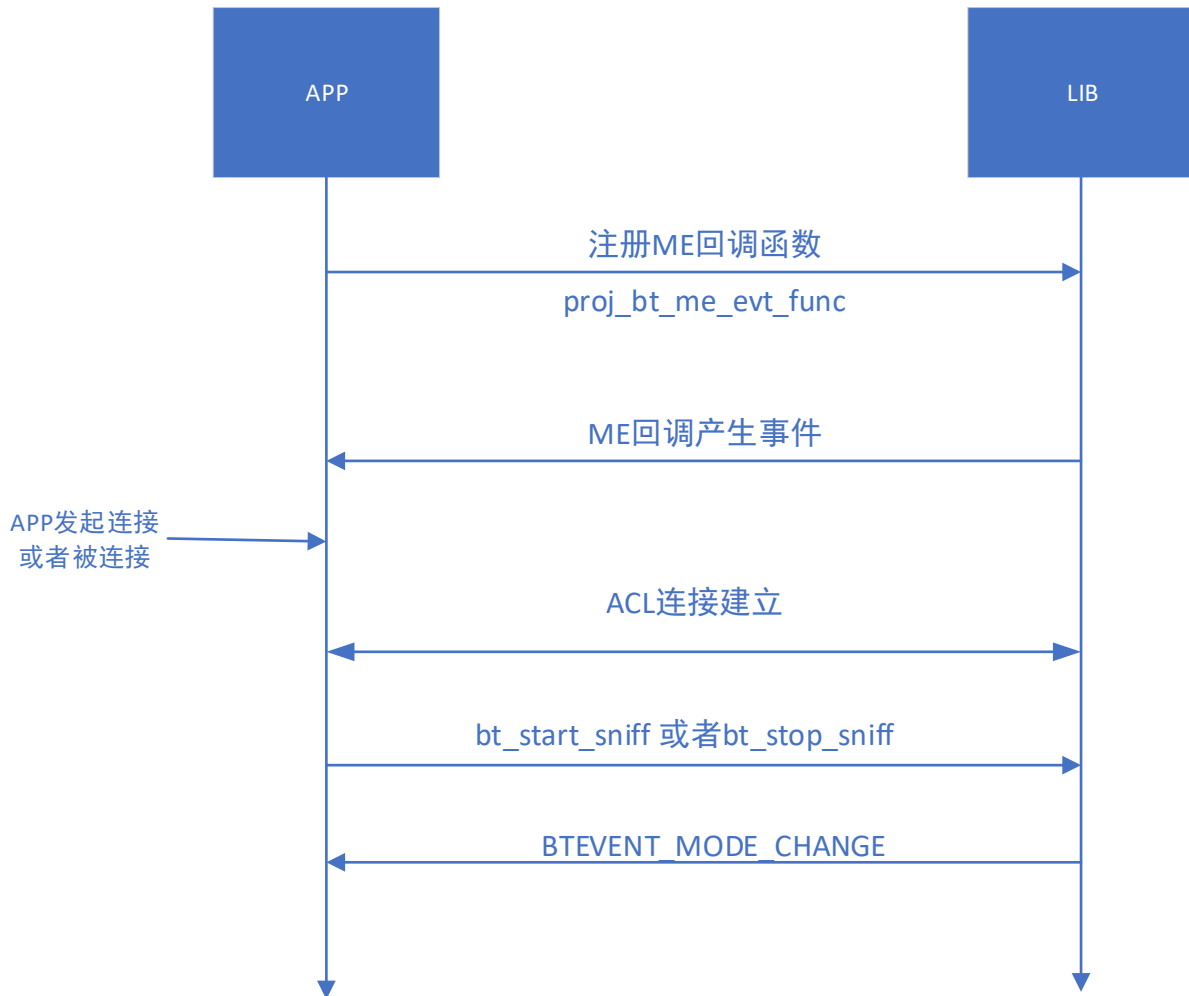 APP
LIB
注册ME回调函数
proj_bt_me_evt_func
ME回调产生事件
APP发起连接
或者被连接
ACL连接建立
bt_start_sniff 或者bt_stop_sniff
BTEVENT_MODE_CHANGE